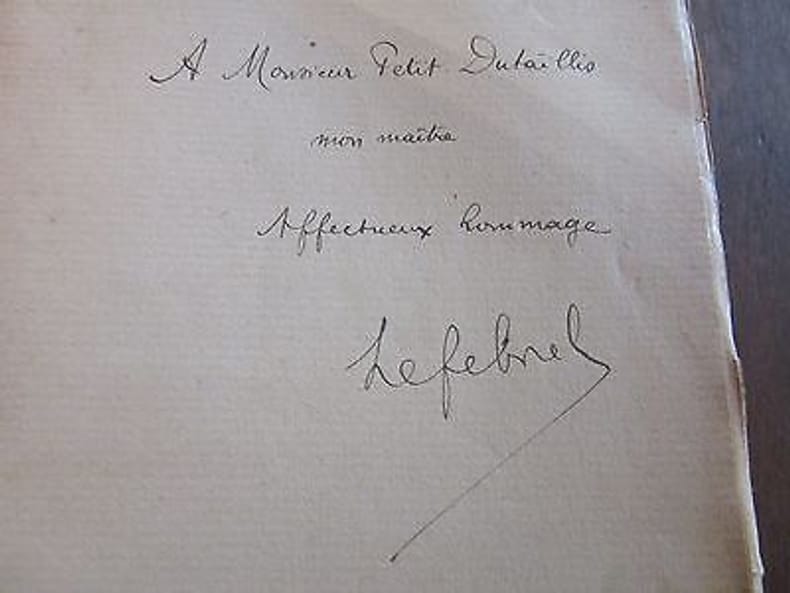 A Monsieur Petit Dutaillis
mon maître
Affectueux hommage
Lefebvre